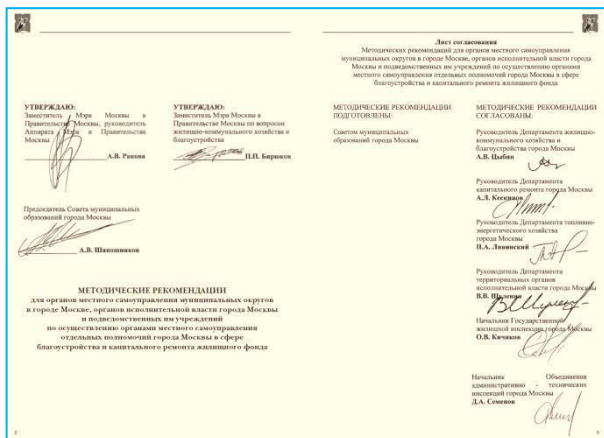 УТВЕРЖДАЮ:
Заместитель Мэра Москвы в
Правительстве Москвы, руководитель
Аппарата Мэра и Правительства
Москвы
А.В. Ракова
УТВЕРЖДАЮ:
Заместитель Мэра Москвы в
Правительстве Москвы по вопросам
жилищно-коммунального хозяйства и
благоустройства
П.П. Бирюков
Председатель Совета муниципальных
образований города Москвы
А.В. Шапошников
МЕТОДИЧЕСКИЕ РЕКОМЕНДАЦИИ
для органов местного самоуправления муниципальных округов
в городе Москве, органов исполнительной власти города Москвы
и подведомственных им учреждений
по осуществлению органами местного самоуправления
отдельных полномочий города Москвы в сфере
благоустройства и капитального ремонта жилищного фонда
Лист согласования
Методических рекомендаций для органов местного самоуправления
муниципальных округов в городе Москве, органов исполнительной власти города
Москвы и подведомственных им учреждений по осуществлению органами
местного самоуправления отдельных полномочий города Москвы в сфере
благоустройства и капитального ремонта жилищного фонда
МЕТОДИЧЕСКИЕ РЕКОМЕНДАЦИИ
ПОДГОТОВЛЕНЫ:
Советом муниципальных
образований города Москвы
МЕТОДИЧЕСКИЕ РЕКОМЕНДАЦИИ
СОГЛАСОВАНЫ:
Руководитель Департамента жилищно-
коммунального хозяйства и
благоустройства города Москвы
А.В. Цыбин
Руководитель Департамента
капитального ремонта города Москвы
А.Л. Кескинов
Руководитель Департамента топливно-
энергетического хозяйства
города Москвы
П.А. Ливинский
Руководитель Департамента
территориальных органов
исполнительной власти города Москвы
В.В. Шуленин
Начальник Государственной
жилищной инспекции города Москвы
О.В. Кичиков
Начальник Объединения
административно - технических
инспекций города Москвы
Д.А. Семенов